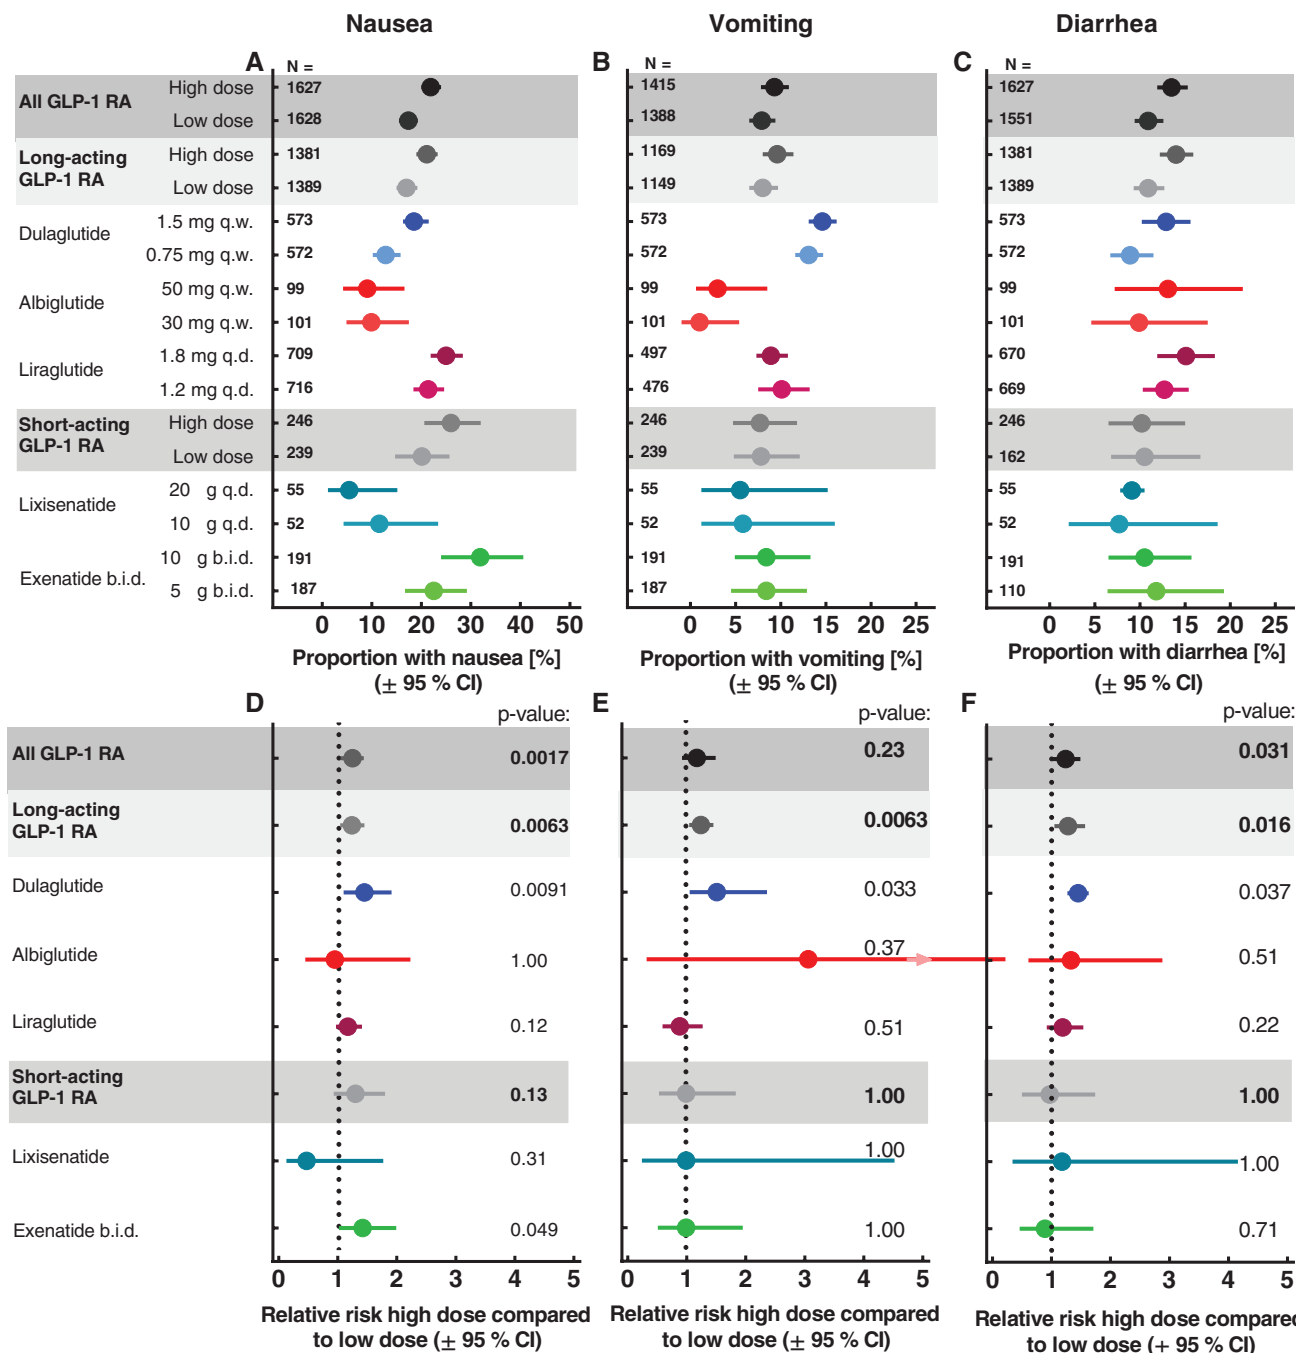 Nausea Vomiting Diarrhea
A B C
N = N = N =
All GLP-1 RA High dose 1627 1415 1627
Low dose 1628 1388 1551
Long-acting GLP-1 RA High dose 1381 1169 1381
Low dose 1389 1149 1389
Dulaglutide 1.5 mg q.w. 573 573 573
0.75 mg q.w. 572 572 572
Albiglutide 50 mg q.w. 99 99 99
30 mg q.w. 101 101 101
Liraglutide 1.8 mg q.d. 709 497 670
1.2 mg q.d. 716 476 669
Short-acting GLP-1 RA High dose 246 246 246
Low dose 239 239 162
Lixisenatide 20 g q.d. 55 55 55
10 g q.d. 52 52 52
Exenatide b.i.d. 10 g b.i.d. 191 191 191
5 g b.i.d. 187 187 110
0 10 20 30 40 50 0 5 10 15 20 25 0 5 10 15 20 25
Proportion with nausea [%] Proportion with vomiting [%] Proportion with diarrhea [%]
(± 95 % CI) (± 95 % CI) (± 95 % CI)
D E F
p-value: p-value: p-value:
All GLP-1 RA 0.0017 0.23 0.031
Long-acting
GLP-1 RA 0.0063 0.0063 0.016
Dulaglutide 0.0091 0.033 0.037
Albiglutide 1.00 0.37 0.51
Liraglutide 0.12 0.51 0.22
Short-acting
GLP-1 RA 0.13 1.00 1.00
Lixisenatide 0.31 1.00 1.00
Exenatide b.i.d. 0.049 1.00 0.71
0 1 2 3 4 5 0 1 2 3 4 5 0 1 2 3 4 5
Relative risk high dose compared Relative risk high dose compared Relative risk high dose compared
to low dose (± 95 % CI) to low dose (± 95 % CI) to low dose (+ 95 % CI)